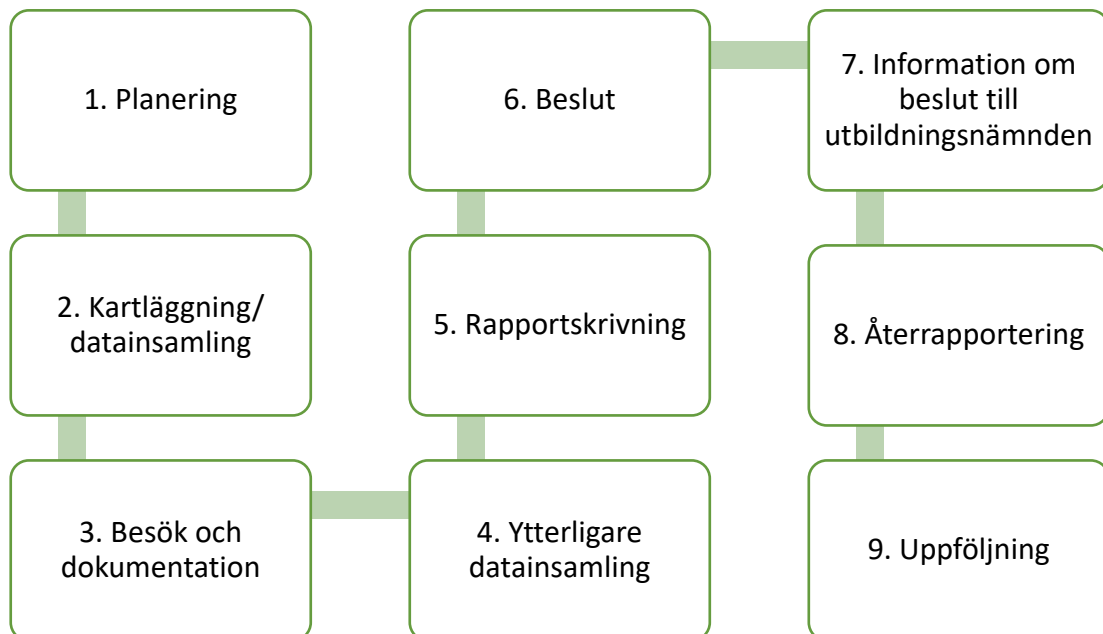 1. Planering
2. Kartläggning/
datainsamling
3. Besök och
dokumentation
4. Ytterligare
datainsamling
5. Rapportskrivning
6. Beslut
7. Information om
beslut till
utbildningsnämnden
8. Återrapportering
9. Uppföljning